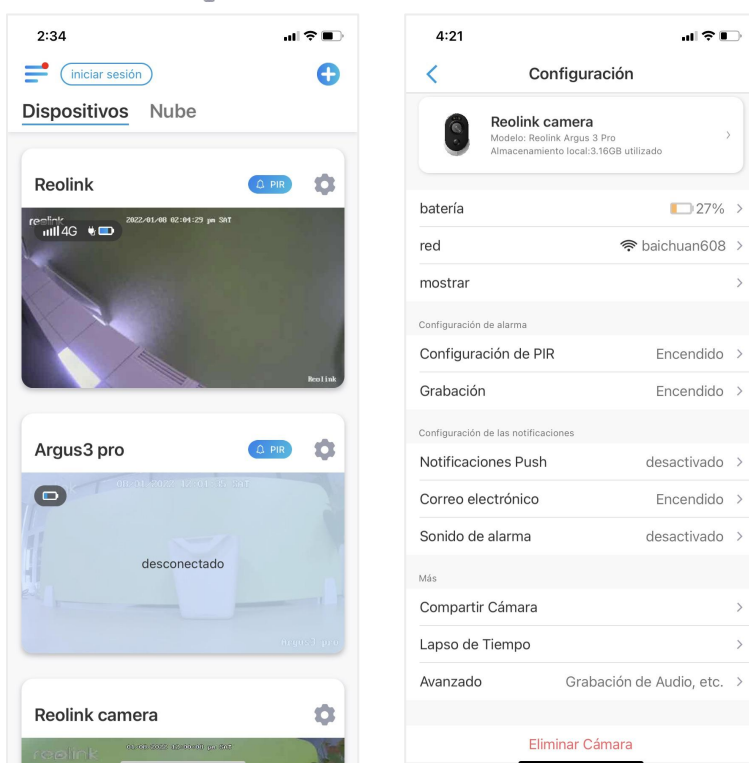 2:34
iniciar sesión
Dispositivos Nube
Reolink
PIR
reolink
2022/01/08 02:04:29 pm SAT
4G
Reolink
Argus3 pro
PIR
desconectado
Argus3 pro
Reolink camera
reolink
4:21
Configuración
Reolink camera
Modelo: Reolink Argus 3 Pro
Almacenamiento local:3.16GB utilizado
batería 27%
red baichuan608
mostrar
Configuración de alarma
Configuración de PIR Encendido
Grabación Encendido
Configuración de las notificaciones
Notificaciones Push desactivado
Correo electrónico Encendido
Sonido de alarma desactivado
Más
Compartir Cámara
Lapso de Tiempo
Avanzado Grabación de Audio, etc.
Eliminar Cámara